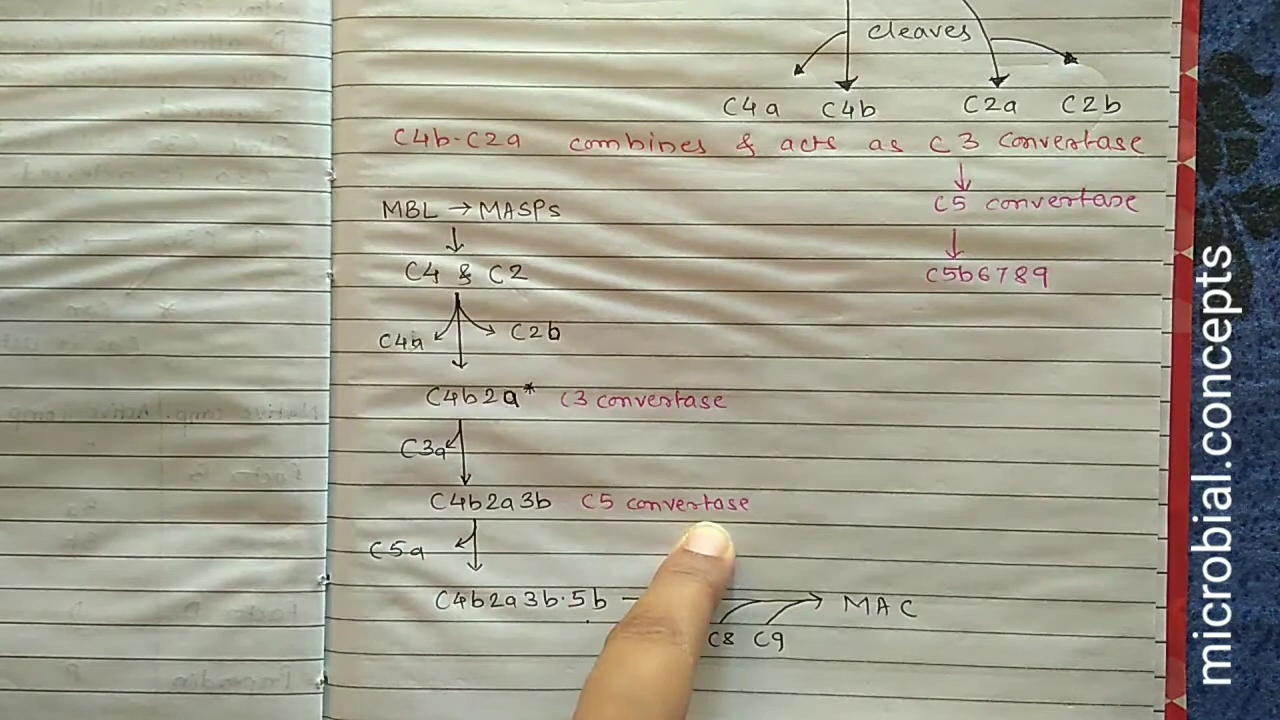 cleaves
C4a C4b C2a C2b
C4b-C2a combines & acts as C3 convertase
C5 convertase
MBL → MASPs
C4 & C2
C5b6789
C4a C2b
C4b2a* C3 convertase
C3a
C4b2a3b C5 convertase
C5a
C4b2a3b·5b MAC
C8 C9
microbial.concepts